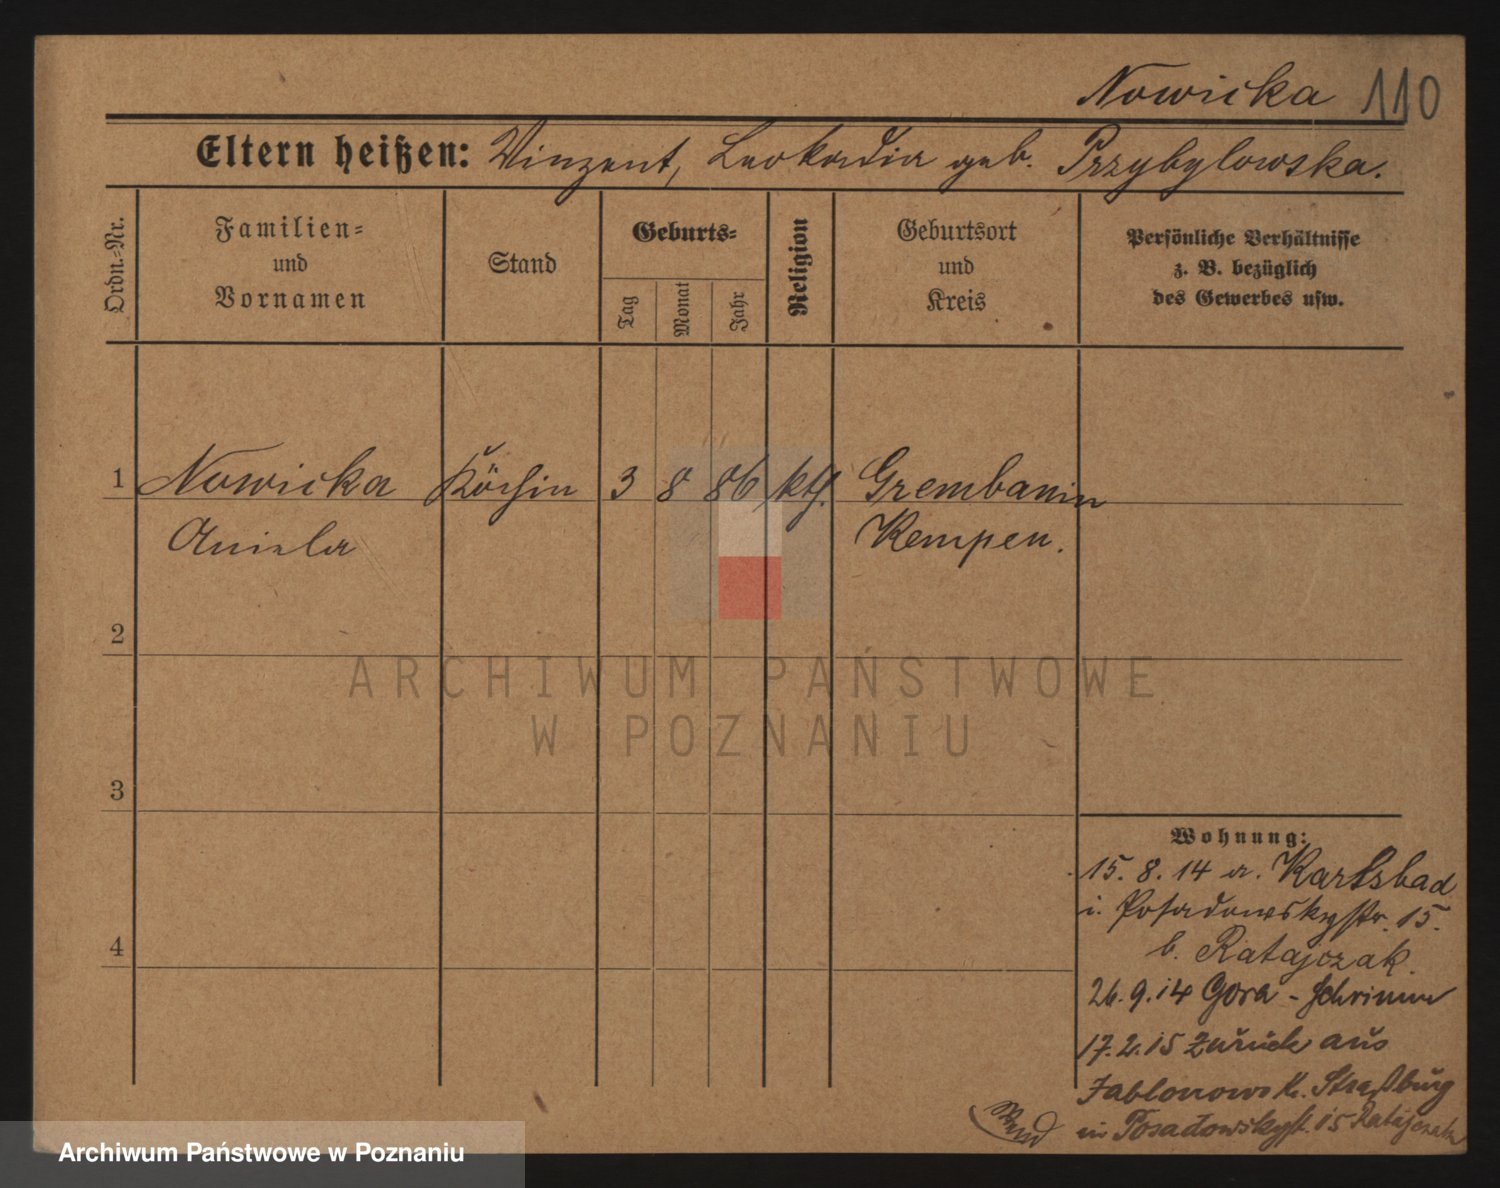 Nowicka 110
Eltern heißen: Vinzent, Leokadia geb. Przybylowska.
Ordn.-Nr.
Familien-
und
Vornamen
Stand
Geburts-
Tag
Monat
Jahr
Religion
Geburtsort
und
Kreis
Persönliche Verhältnisse
z. B. bezüglich
des Gewerbes usw.
1 Nowicka Köchin 3 8 86 kth. Grembanin
Aniela Kempen.
2
3
4
Wohnung:
15. 8. 14 a. Karlsbad
i. Posadowskystr. 15.
b. Ratajczak.
26. 9. 14 Gora - Schrimm
17. 2. 15 zurück aus
Jablonowo K. Straßburg
in Posadowskystr. 15 Ratajczak
ARCHIWUM PAŃSTWOWE
W POZNANIU
Archiwum Państwowe w Poznaniu